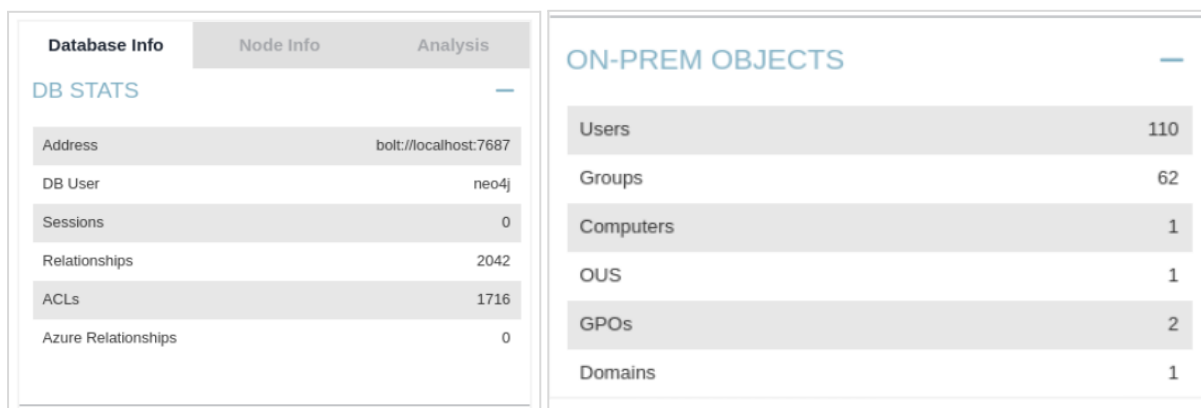 Database Info Node Info Analysis
DB STATS
Address bolt://localhost:7687
DB User neo4j
Sessions 0
Relationships 2042
ACLs 1716
Azure Relationships 0
ON-PREM OBJECTS
Users 110
Groups 62
Computers 1
OUS 1
GPOs 2
Domains 1